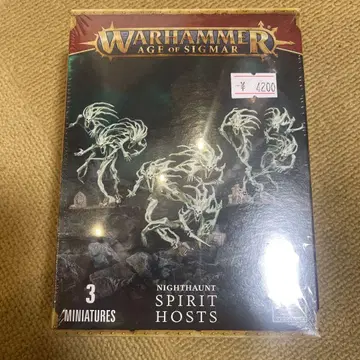 WARHAMMER
AGE OF SIGMAR
¥ 4200
NIGHTHAUNT
SPIRIT
HOSTS
3
MINIATURES